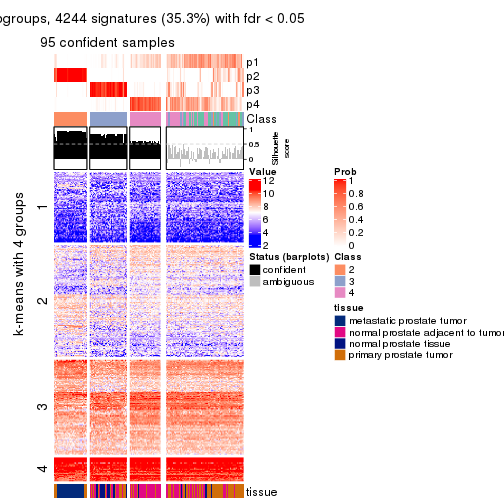 ogroups, 4244 signatures (35.3%) with fdr < 0.05
95 confident samples
p1
p2
p3
p4
Class
1
0.5
0
Silhouette score
k-means with 4 groups
1
2
3
4
tissue
Value
12
10
8
6
4
2
Prob
1
0.8
0.6
0.4
0.2
0
Status (barplots)
confident
ambiguous
Class
2
3
4
tissue
metastatic prostate tumor
normal prostate adjacent to tumor
normal prostate tissue
primary prostate tumor